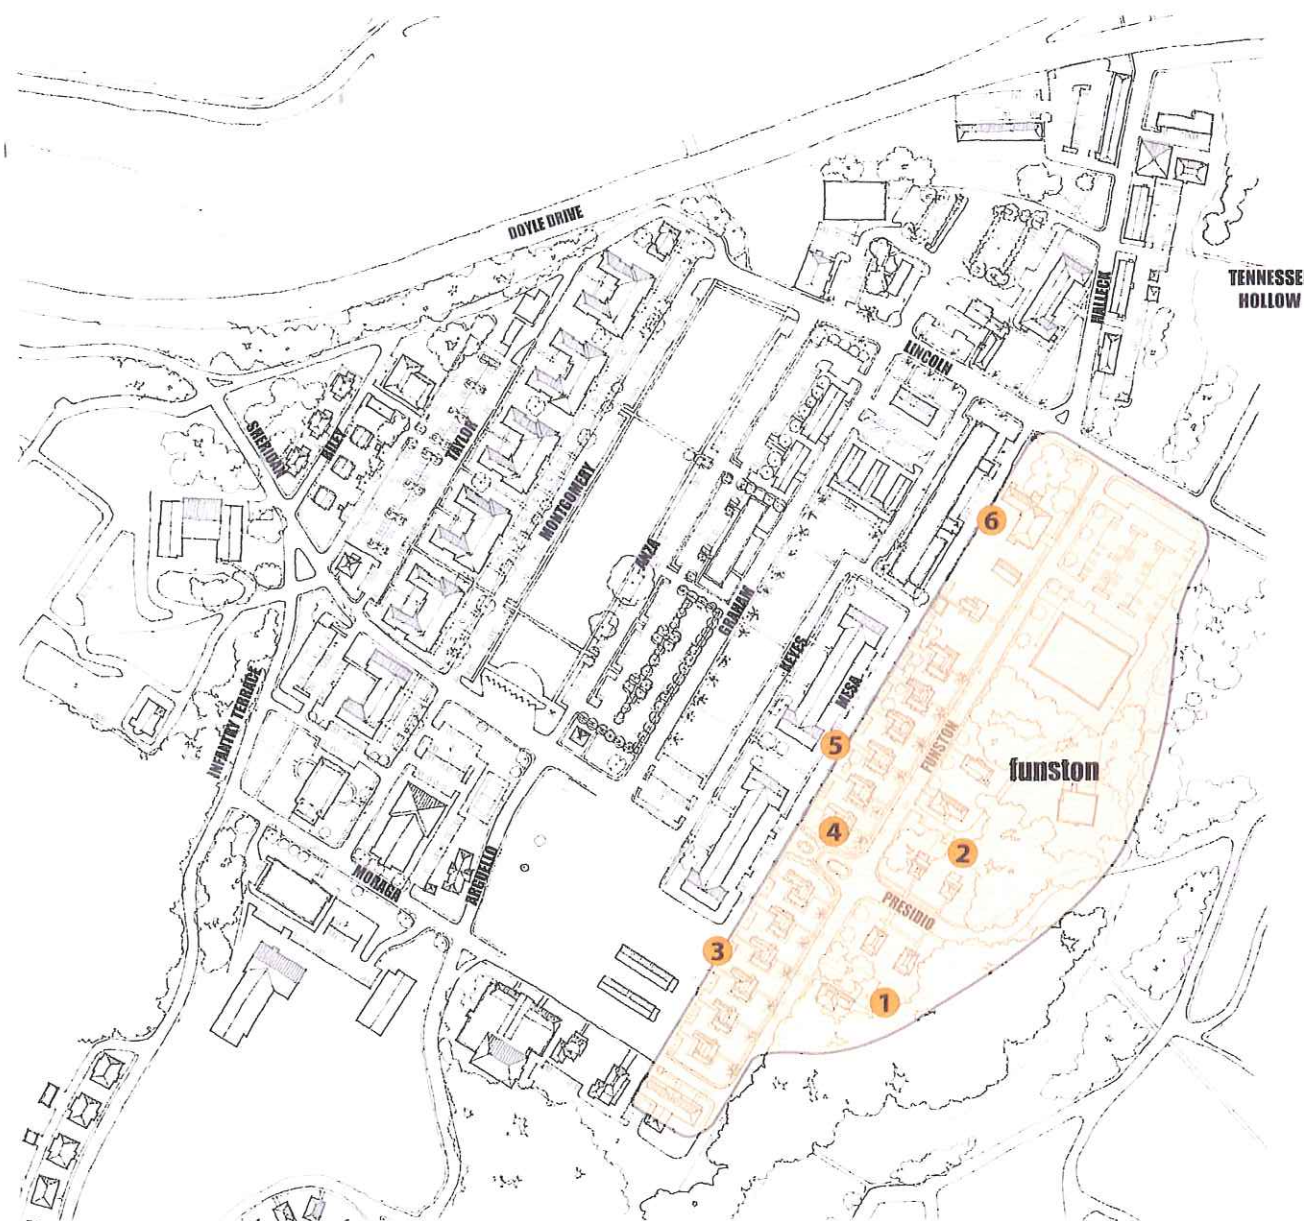 DOYLE DRIVE
TENNESSEE
HOLLOW
HALLECK
LINCOLN
SHERIDAN
RILEY
TAYLOR
MONTGOMERY
6
ANZA
GRAHAM
KEYES
MESA
INFANTRY TERRACE
5
FUNSTON
funston
4
2
MORAGA
ARGUELLO
PRESIDIO
3
1